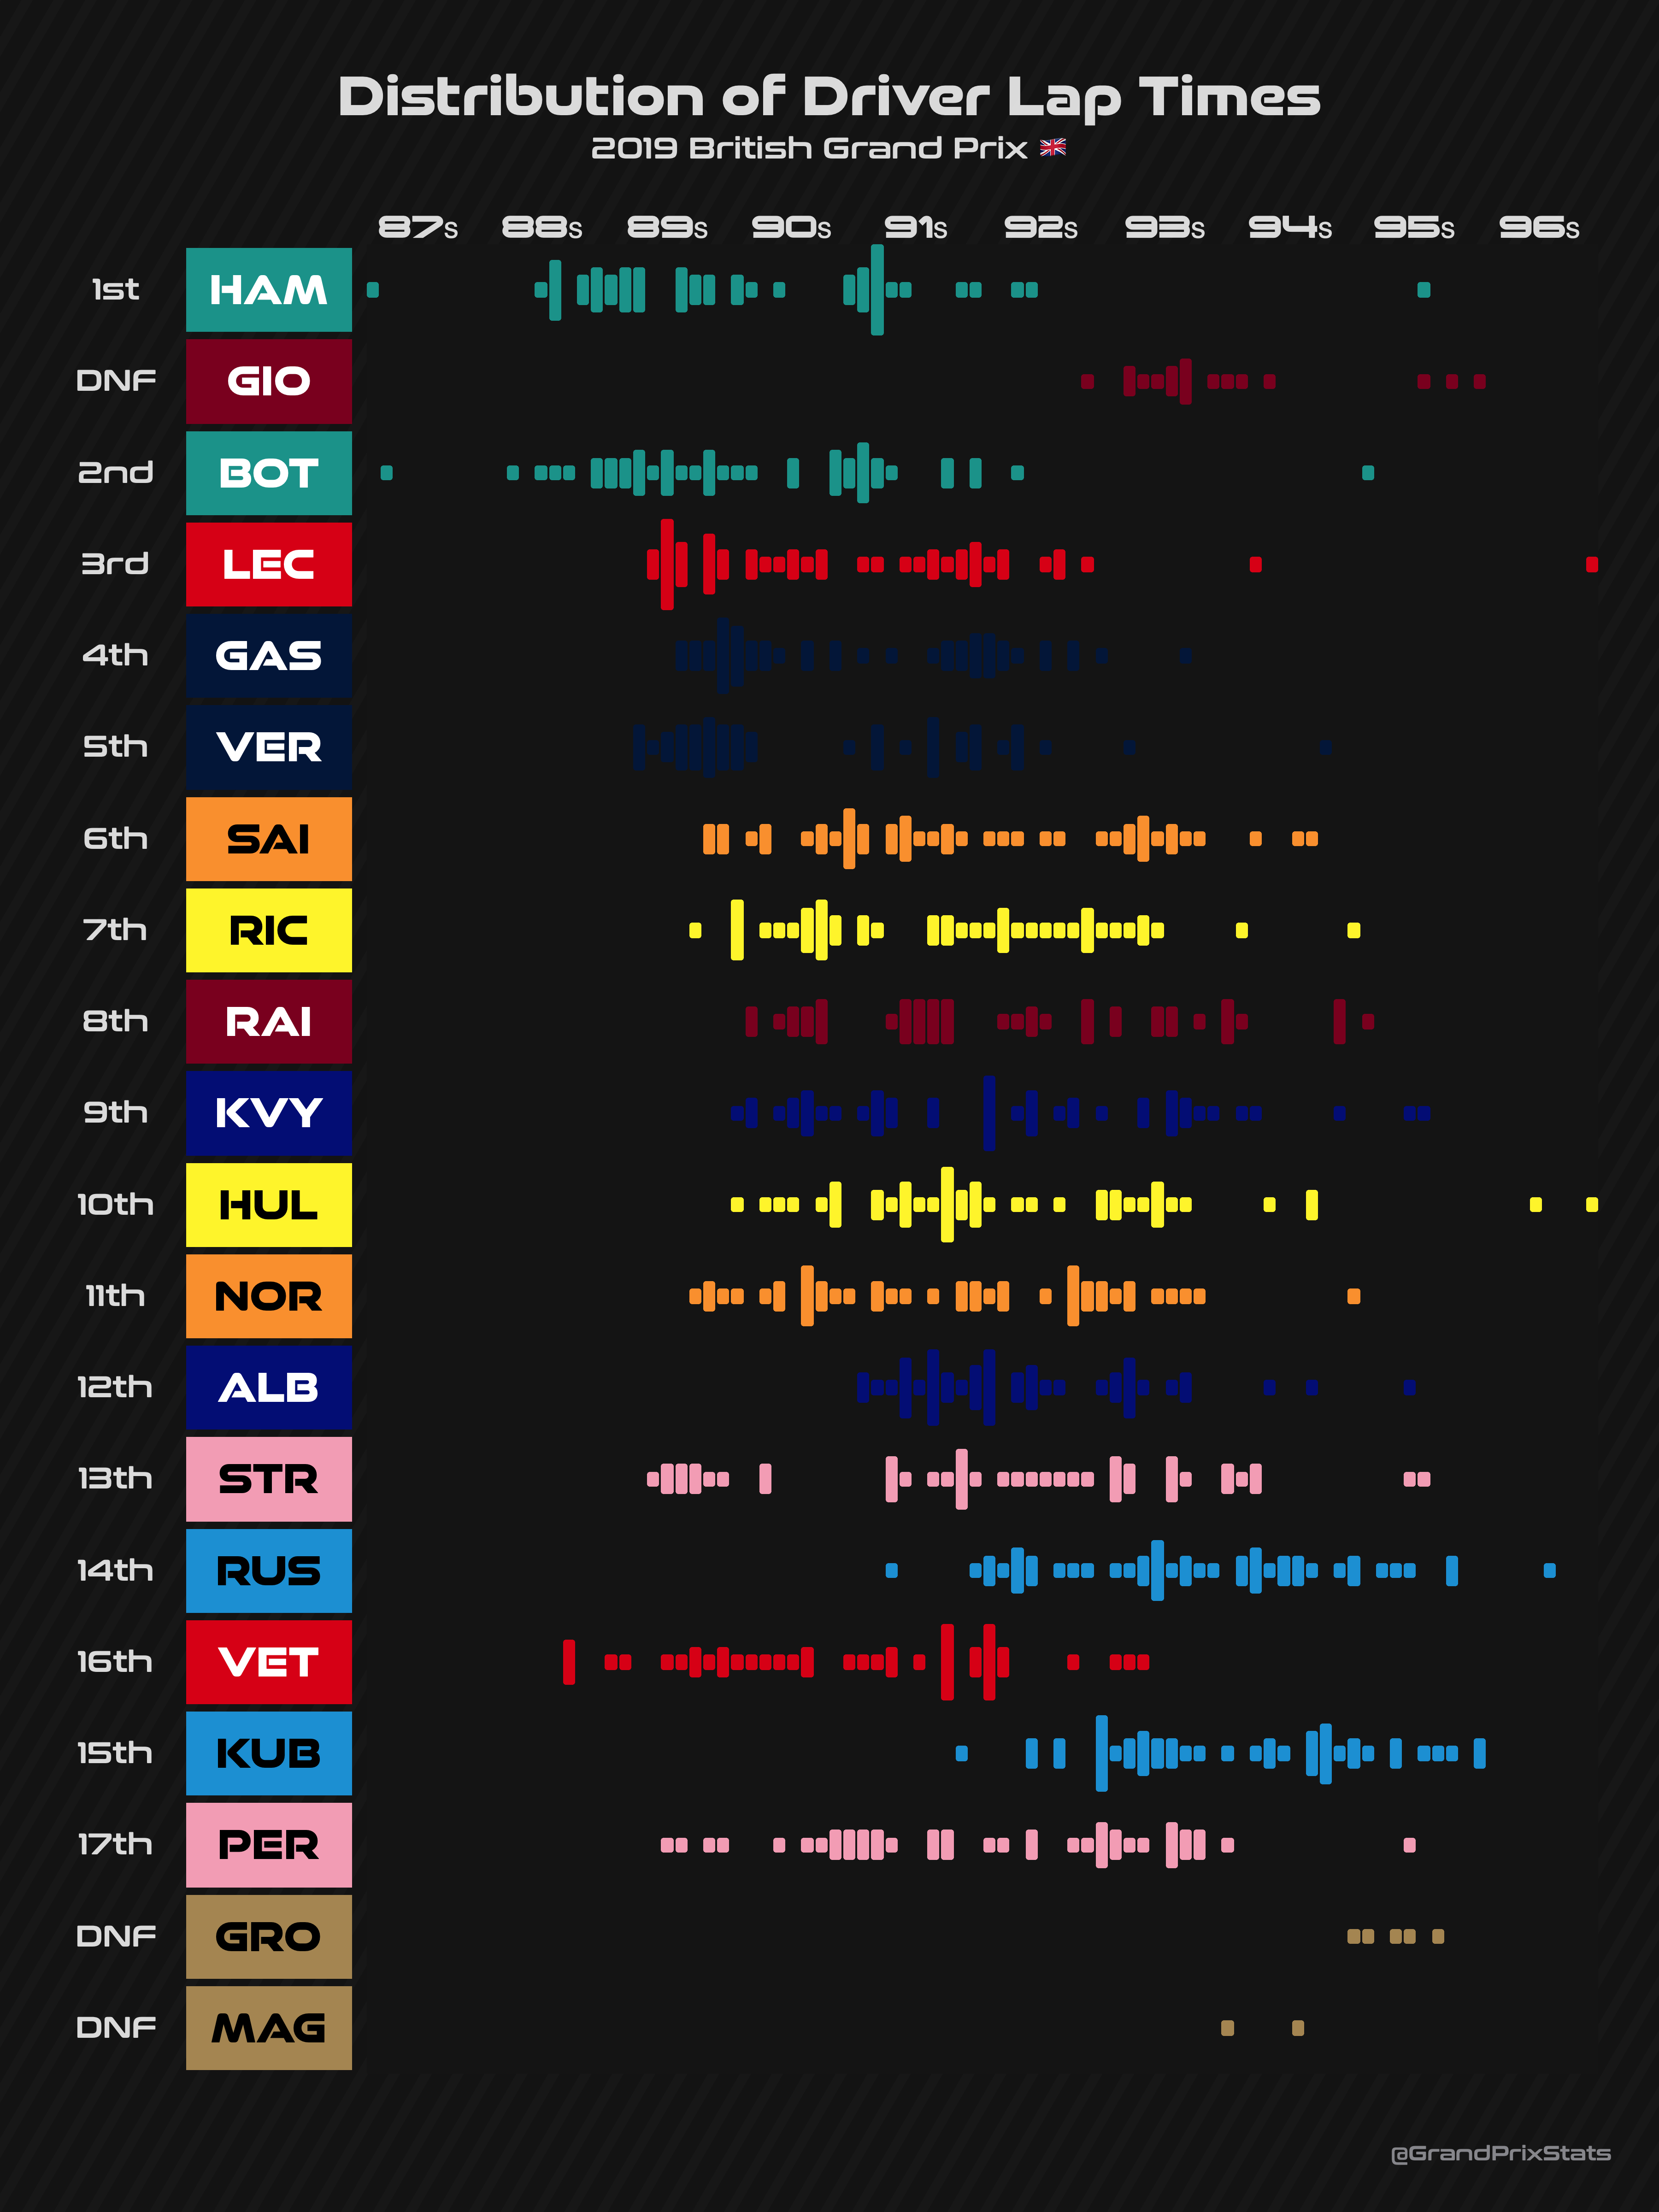 Distribution of Driver Lap Times
2019 British Grand Prix 🇬🇧
87s 88s 89s 90s 91s 92s 93s 94s 95s 96s
1st HAM
DNF GIO
2nd BOT
3rd LEC
4th GAS
5th VER
6th SAI
7th RIC
8th RAI
9th KVY
10th HUL
11th NOR
12th ALB
13th STR
14th RUS
16th VET
15th KUB
17th PER
DNF GRO
DNF MAG
@GrandPrixStats